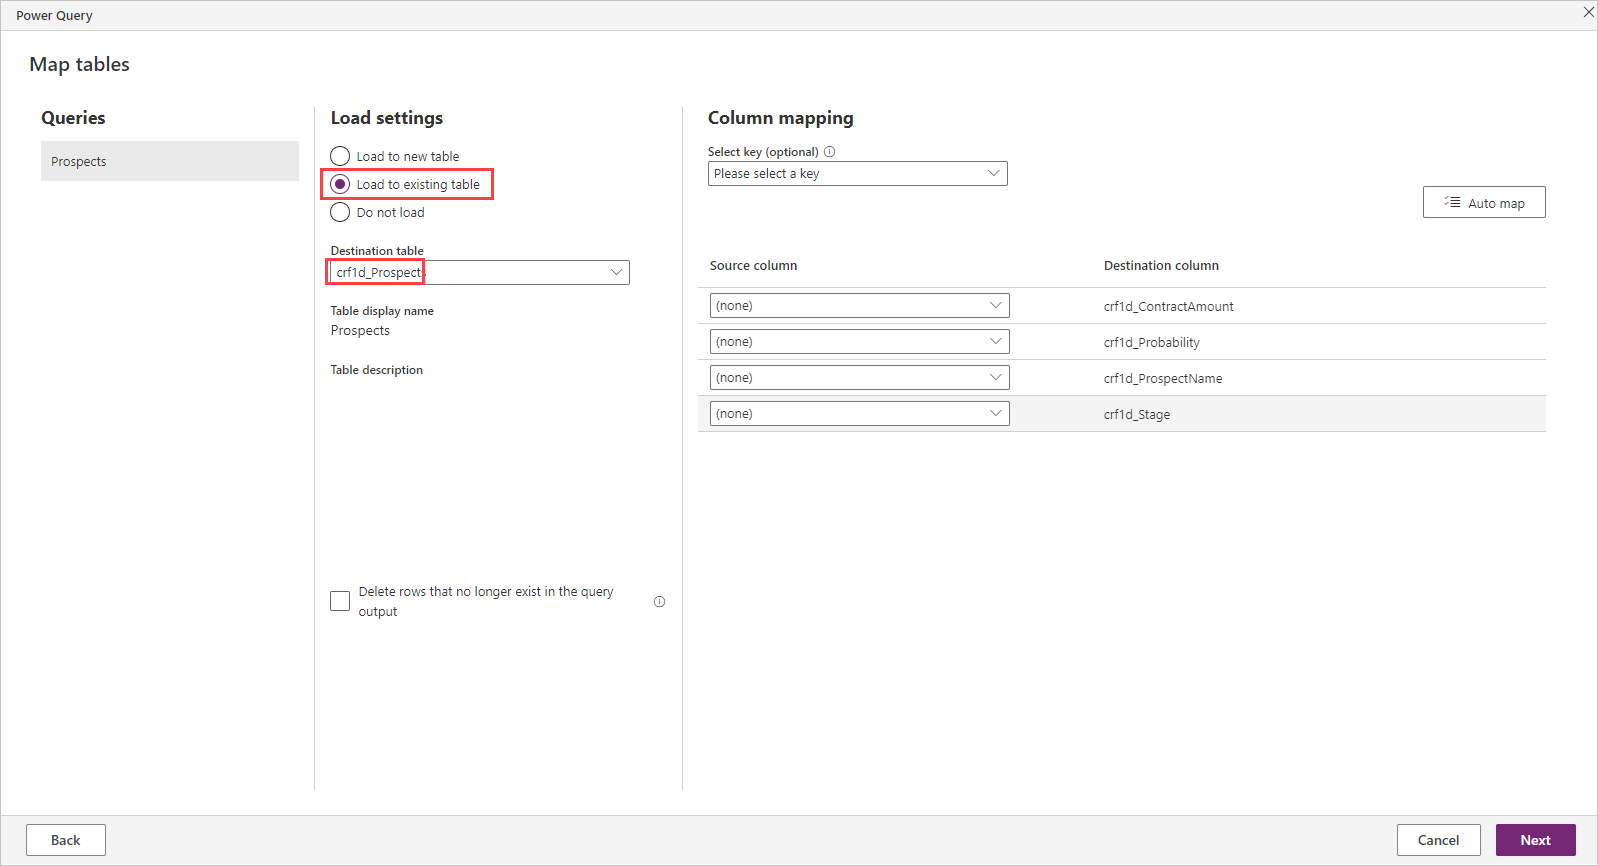 Power Query
Map tables
Queries
Prospects
Load settings
Load to new table
Load to existing table
Do not load
Destination table
crf1d_Prospects
Table display name
Prospects
Table description
Delete rows that no longer exist in the query
output
Column mapping
Select key (optional)
Please select a key
Auto map
Source column Destination column
(none) crf1d_ContractAmount
(none) crf1d_Probability
(none) crf1d_ProspectName
(none) crf1d_Stage
Back
Cancel
Next